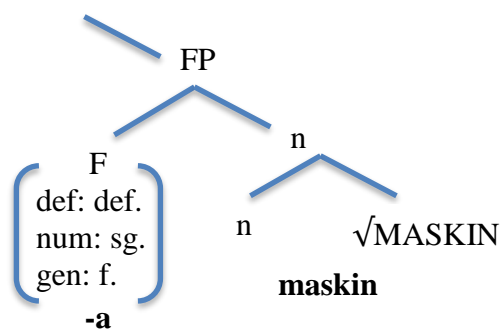 FP
n
F
def: def.
num: sg.
gen: f.
-a
n
√MASKIN
maskin